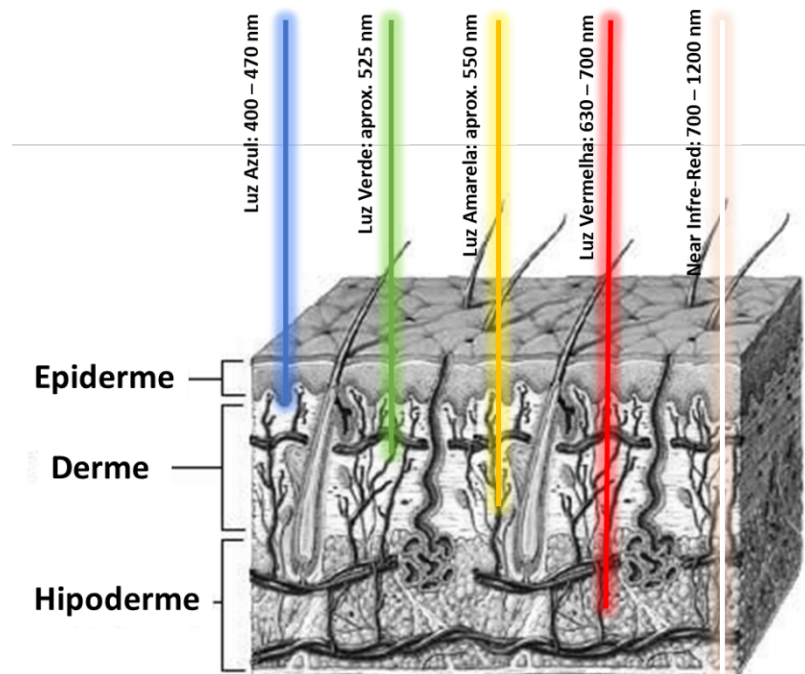 Luz Azul: 400 – 470 nm
Luz Verde: aprox. 525 nm
Luz Amarela: aprox. 550 nm
Luz Vermelha: 630 – 700 nm
Near Infre-Red: 700 – 1200 nm
Epiderme
Derme
Hipoderme